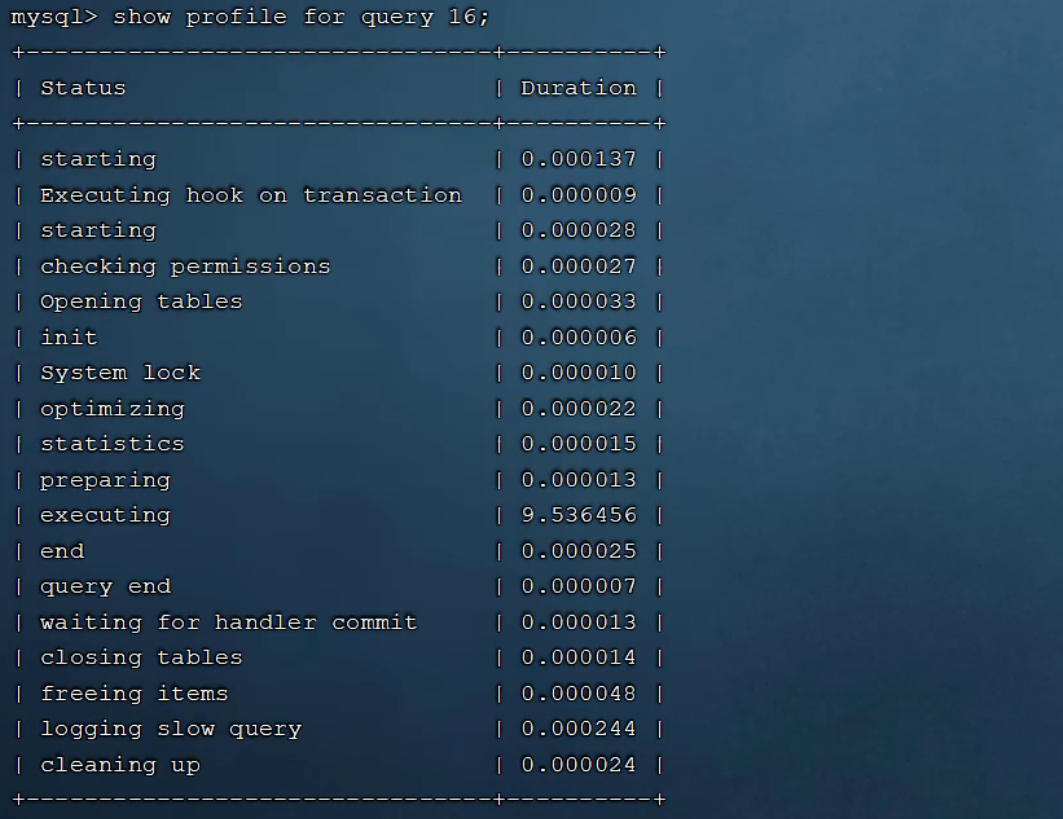 mysql> show profile for query 16;
+--------------------------------+----------+
| Status                         | Duration |
+--------------------------------+----------+
| starting                       | 0.000137 |
| Executing hook on transaction  | 0.000009 |
| starting                       | 0.000028 |
| checking permissions           | 0.000027 |
| Opening tables                 | 0.000033 |
| init                           | 0.000006 |
| System lock                    | 0.000010 |
| optimizing                     | 0.000022 |
| statistics                     | 0.000015 |
| preparing                      | 0.000013 |
| executing                      | 9.536456 |
| end                            | 0.000025 |
| query end                      | 0.000007 |
| waiting for handler commit     | 0.000013 |
| closing tables                 | 0.000014 |
| freeing items                  | 0.000048 |
| logging slow query             | 0.000244 |
| cleaning up                    | 0.000024 |
+--------------------------------+----------+